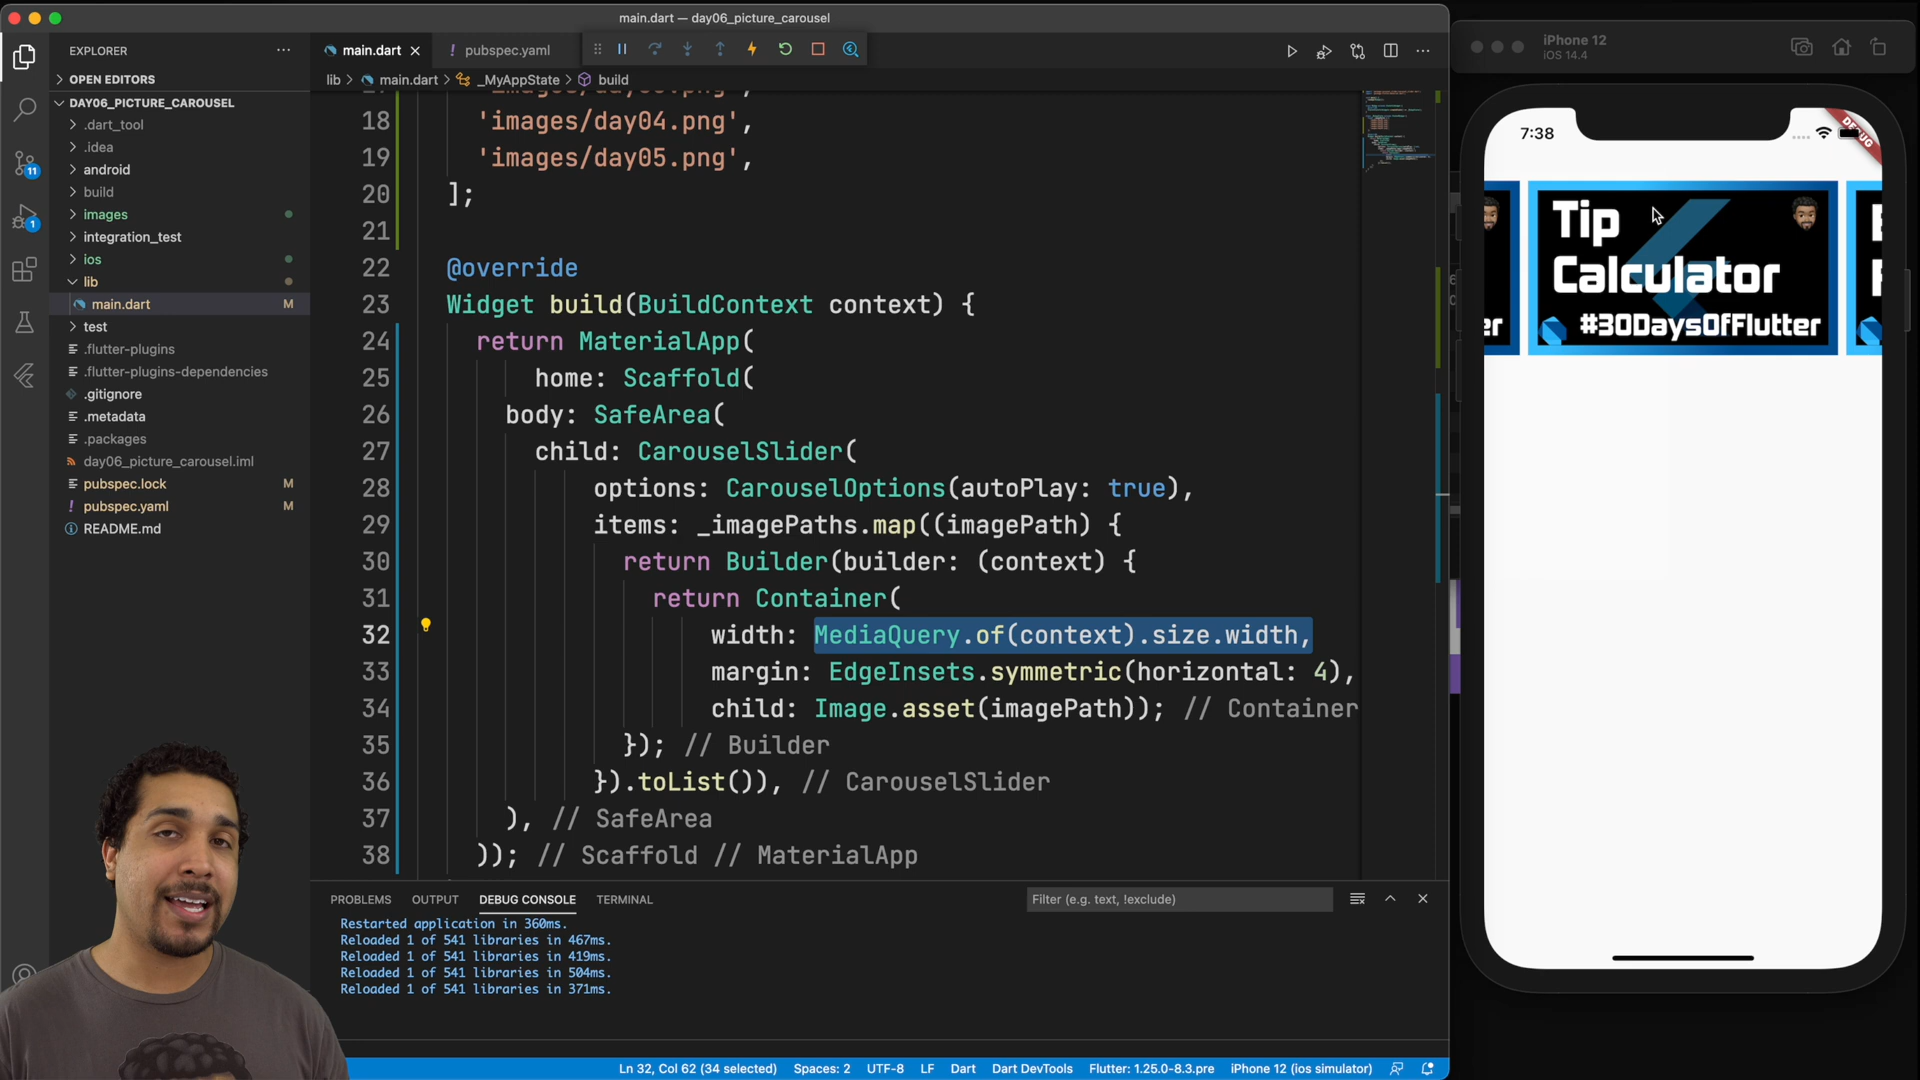 main.dart — day06_picture_carousel
EXPLORER
OPEN EDITORS
DAY06_PICTURE_CAROUSEL
.dart_tool
.idea
android
build
images
integration_test
ios
lib
main.dart M
test
.flutter-plugins
.flutter-plugins-dependencies
.gitignore
.metadata
.packages
day06_picture_carousel.iml
pubspec.lock M
pubspec.yaml M
README.md
11
1
main.dart
pubspec.yaml
lib > main.dart > _MyAppState > build
18 'images/day04.png',
19 'images/day05.png',
20 ];
21
22 @override
23 Widget build(BuildContext context) {
24 return MaterialApp(
25 home: Scaffold(
26 body: SafeArea(
27 child: CarouselSlider(
28 options: CarouselOptions(autoPlay: true),
29 items: _imagePaths.map((imagePath) {
30 return Builder(builder: (context) {
31 return Container(
32 width: MediaQuery.of(context).size.width,
33 margin: EdgeInsets.symmetric(horizontal: 4),
34 child: Image.asset(imagePath)); // Container
35 }); // Builder
36 }).toList()), // CarouselSlider
37 ), // SafeArea
38 )); // Scaffold // MaterialApp
PROBLEMS OUTPUT DEBUG CONSOLE TERMINAL
Filter (e.g. text, !exclude)
Restarted application in 360ms.
Reloaded 1 of 541 libraries in 467ms.
Reloaded 1 of 541 libraries in 419ms.
Reloaded 1 of 541 libraries in 504ms.
Reloaded 1 of 541 libraries in 371ms.
Ln 32, Col 62 (34 selected) Spaces: 2 UTF-8 LF Dart Dart DevTools Flutter: 1.25.0-8.3.pre iPhone 12 (ios simulator)
iPhone 12
iOS 14.4
7:38
DEBUG
Tip
Calculator
#30DaysOfFlutter